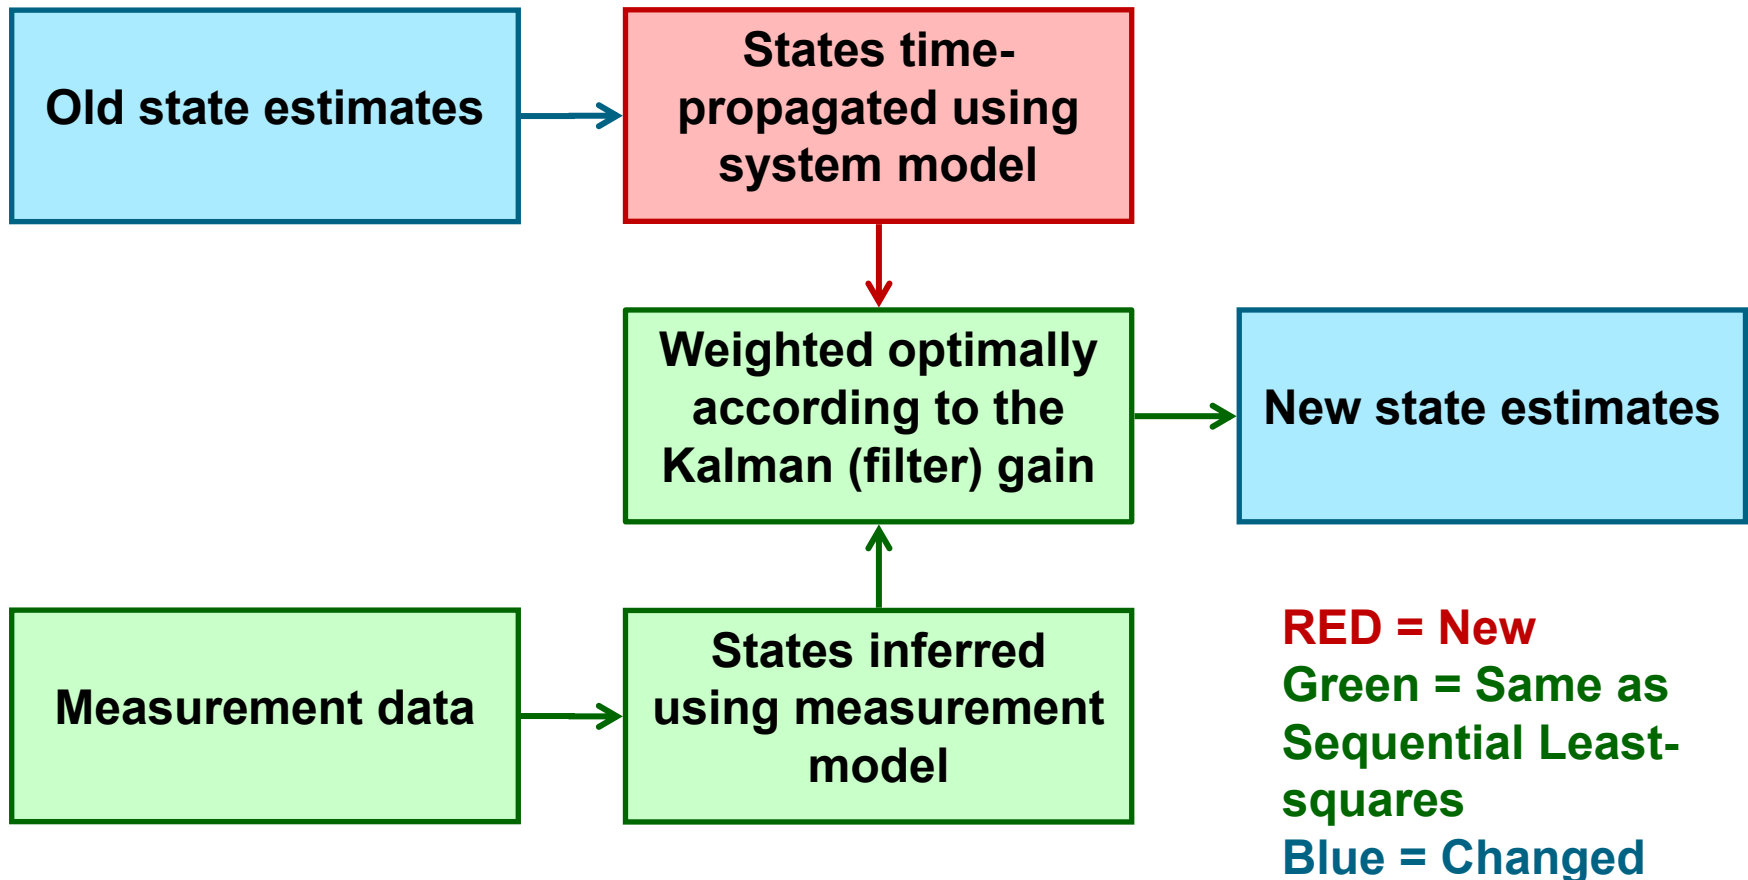 Old state estimates
States time-
propagated using
system model
Weighted optimally
according to the
Kalman (filter) gain
New state estimates
Measurement data
States inferred
using measurement
model
RED = New
Green = Same as
Sequential Least-
squares
Blue = Changed